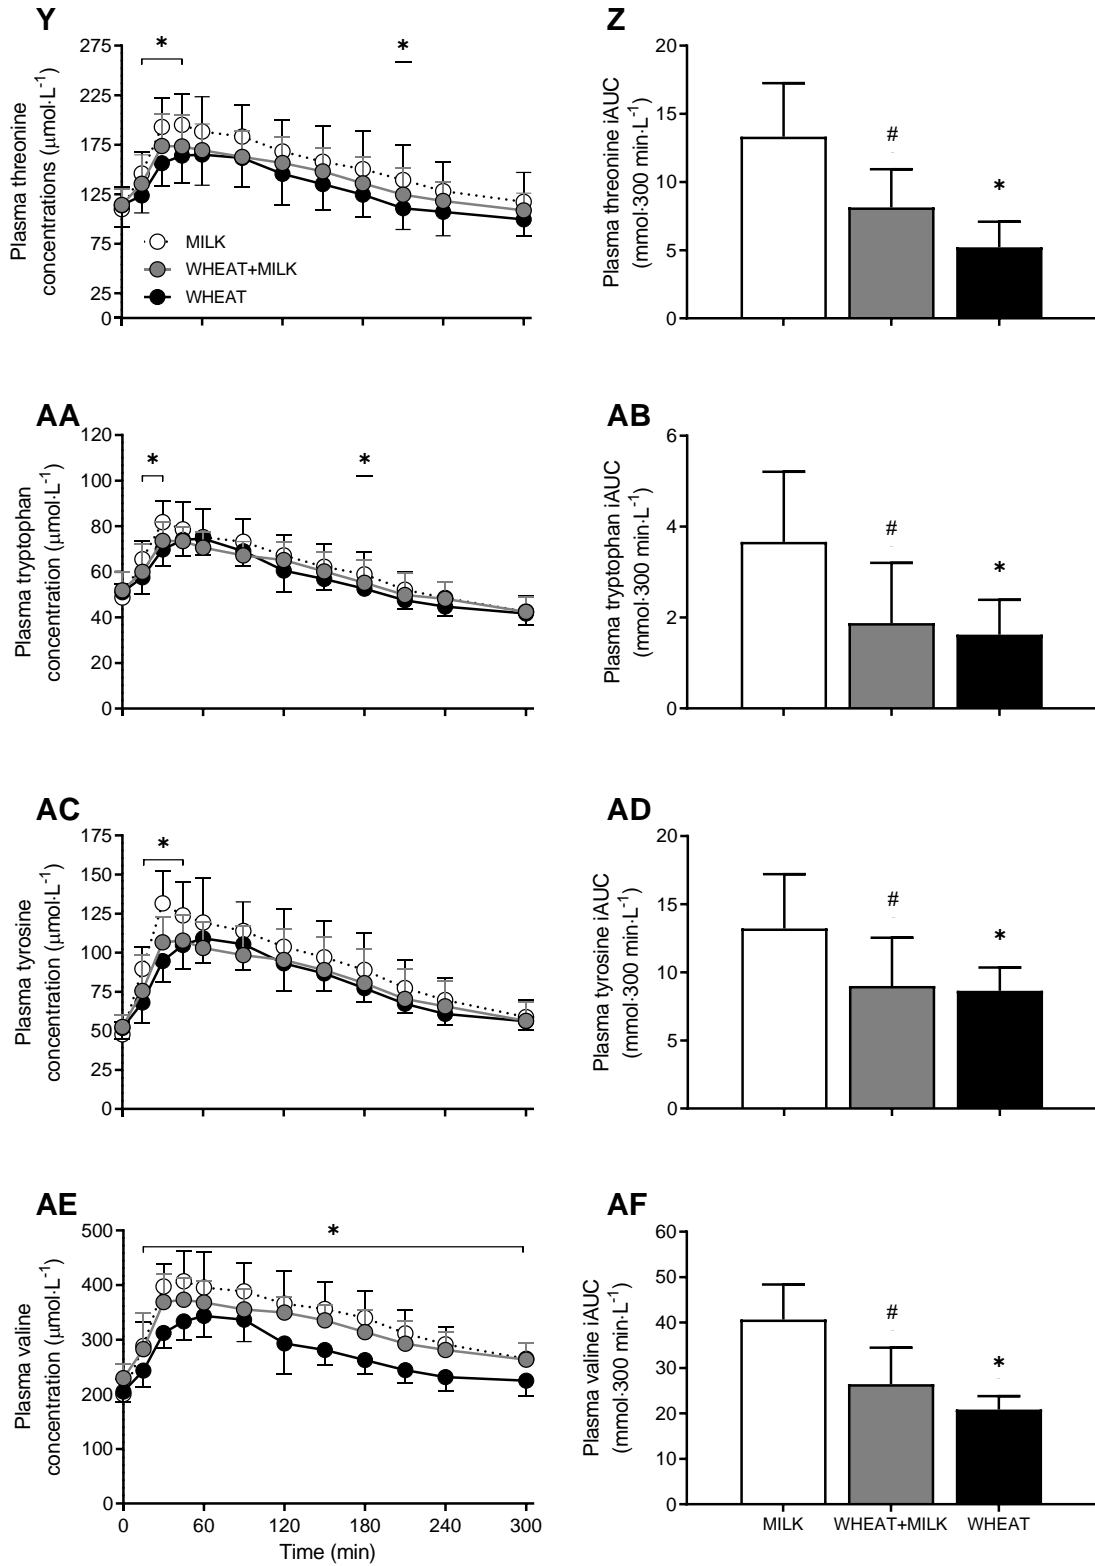 Y
Plasma threonine
concentrations (μmol·L⁻¹)
275
225
175
125
75
25
0
*
*
MILK
WHEAT+MILK
WHEAT
Z
Plasma threonine iAUC
(mmol·300 min·L⁻¹)
20
15
10
5
0
#
*
AA
Plasma tryptophan
concentration (μmol·L⁻¹)
120
100
80
60
40
20
0
*
*
AB
Plasma tryptophan iAUC
(mmol·300 min·L⁻¹)
6
4
2
0
#
*
AC
Plasma tyrosine
concentration (μmol·L⁻¹)
175
150
125
100
75
50
25
0
*
AD
Plasma tyrosine iAUC
(mmol·300 min·L⁻¹)
20
15
10
5
0
#
*
AE
Plasma valine
concentration (μmol·L⁻¹)
500
400
300
200
100
0
*
0 60 120 180 240 300
Time (min)
AF
Plasma valine iAUC
(mmol·300 min·L⁻¹)
60
50
40
30
20
10
0
#
*
MILK WHEAT+MILK WHEAT